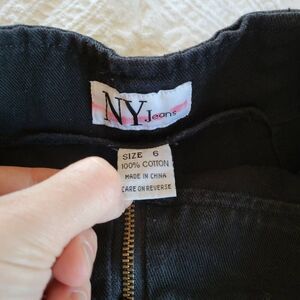 NY Jeans
SIZE 6
100% COTTON
MADE IN CHINA
CARE ON REVERSE